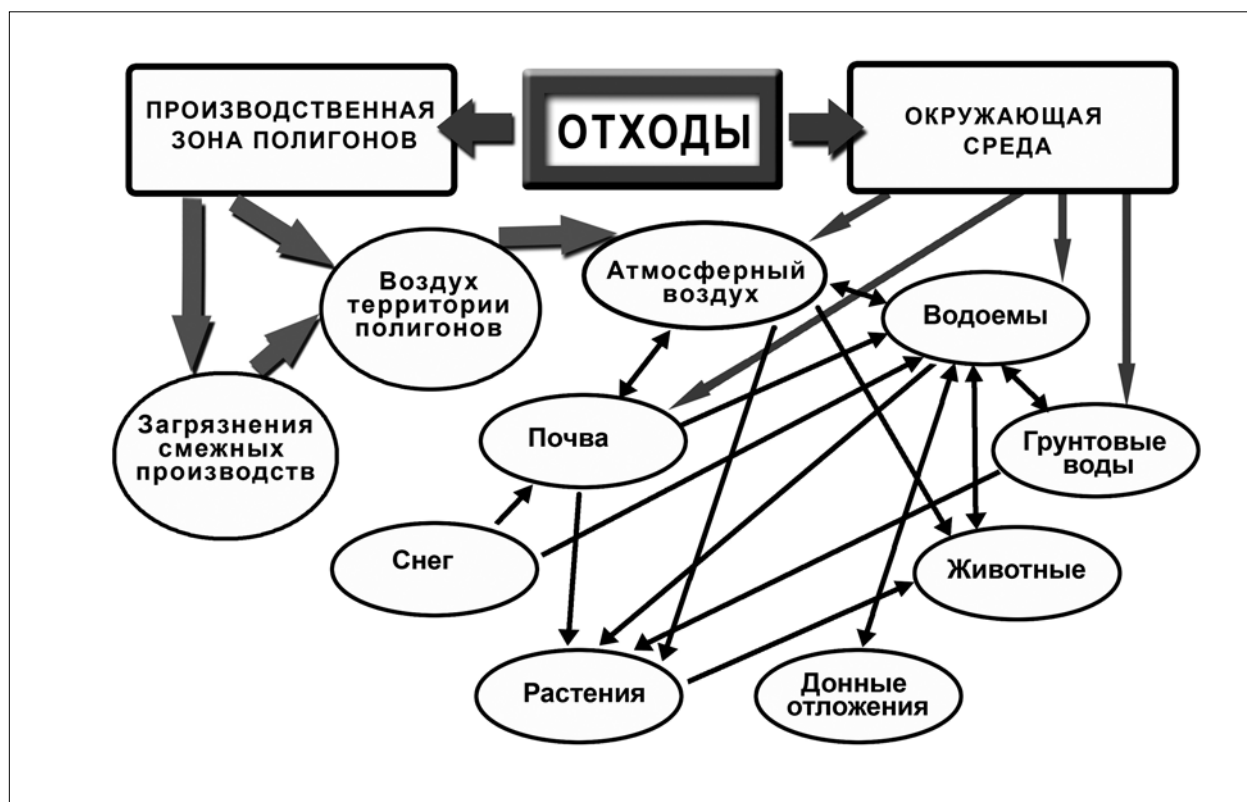 ПРОИЗВОДСТВЕННАЯ
ЗОНА ПОЛИГОНОВ
ОТХОДЫ
ОКРУЖАЮЩАЯ
СРЕДА
Воздух
территории
полигонов
Атмосферный
воздух
Водоемы
Загрязнения
смежных
производств
Почва
Грунтовые
воды
Снег
Животные
Растения
Донные
отложения